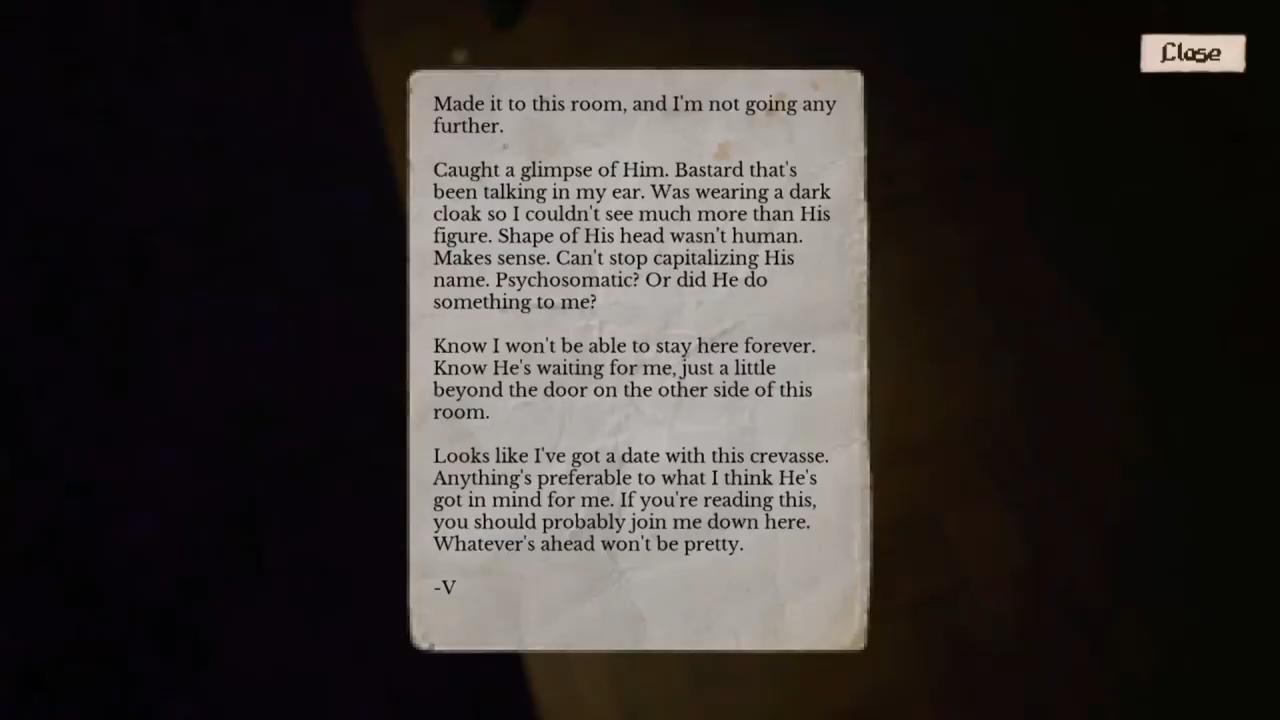 Close
Made it to this room, and I'm not going any
further.
Caught a glimpse of Him. Bastard that's
been talking in my ear. Was wearing a dark
cloak so I couldn't see much more than His
figure. Shape of His head wasn't human.
Makes sense. Can't stop capitalizing His
name. Psychosomatic? Or did He do
something to me?
Know I won't be able to stay here forever.
Know He's waiting for me, just a little
beyond the door on the other side of this
room.
Looks like I've got a date with this crevasse.
Anything's preferable to what I think He's
got in mind for me. If you're reading this,
you should probably join me down here.
Whatever's ahead won't be pretty.
-V